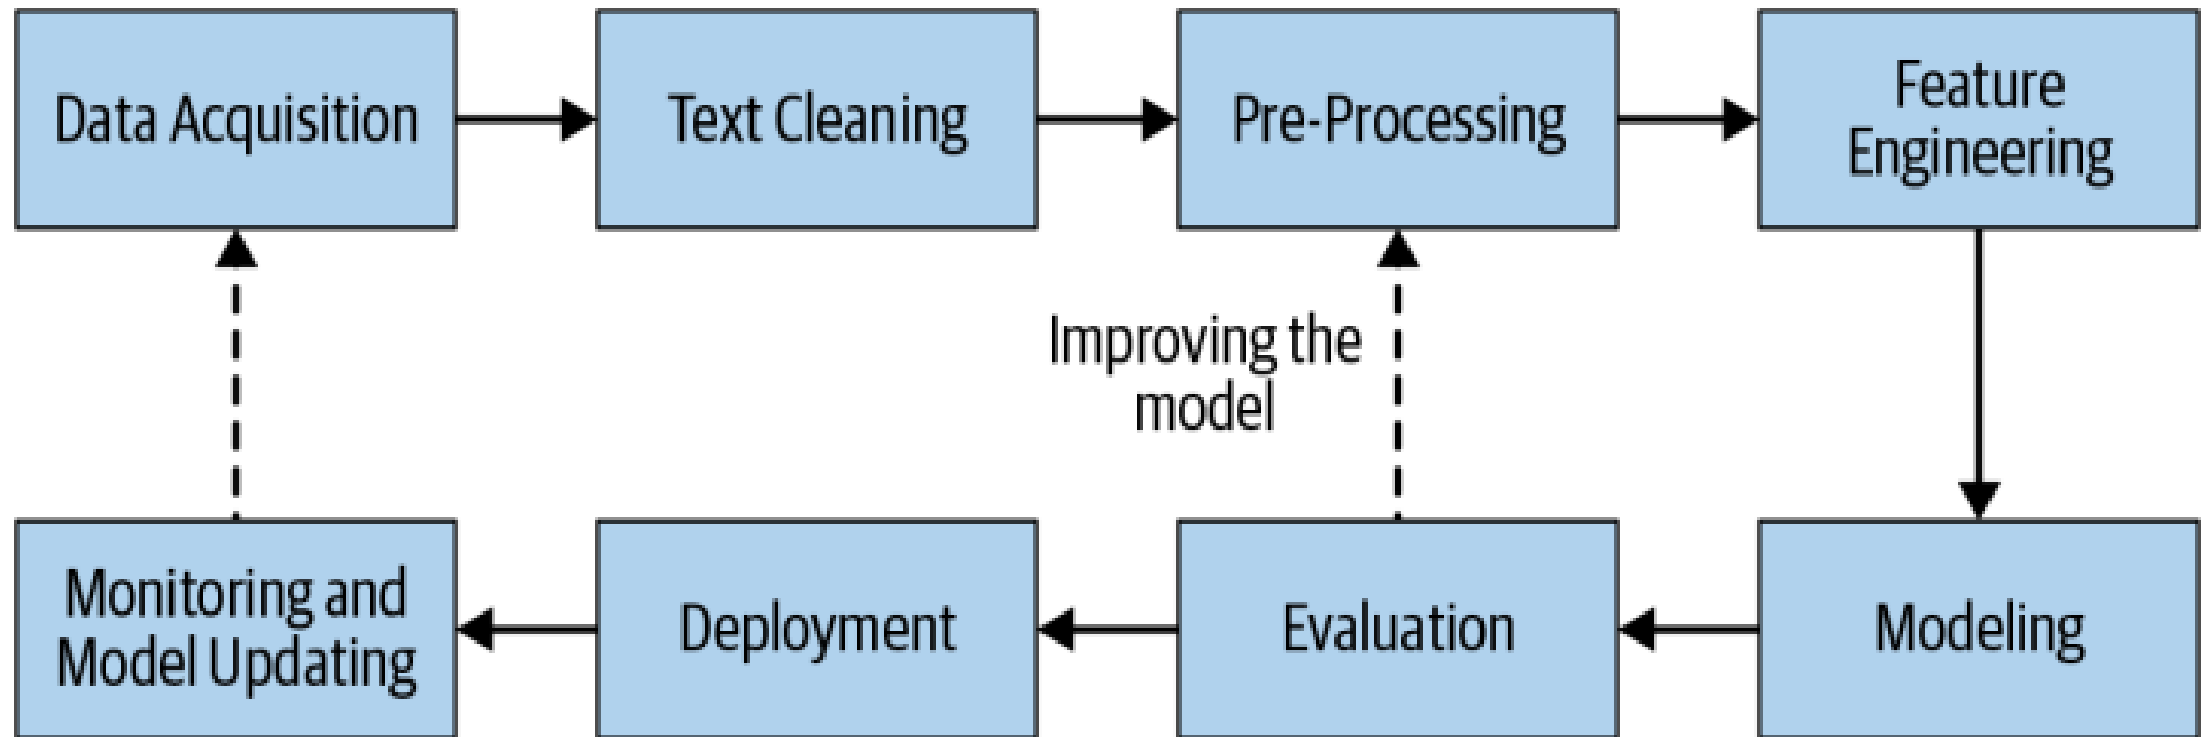 Data Acquisition
Text Cleaning
Pre-Processing
Feature
Engineering
Improving the
model
Monitoring and
Model Updating
Deployment
Evaluation
Modeling